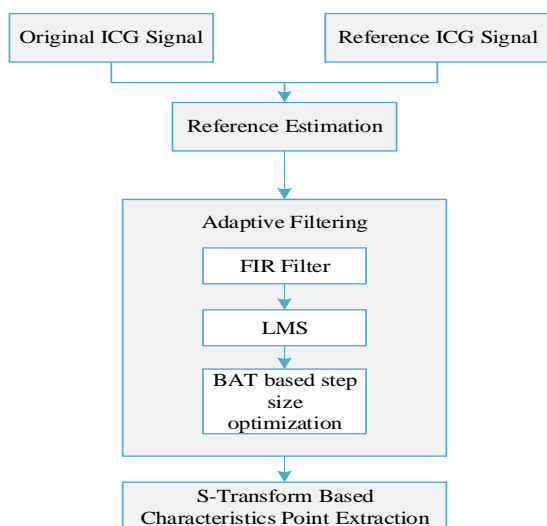 Original ICG Signal
Reference ICG Signal
Reference Estimation
Adaptive Filtering
FIR Filter
LMS
BAT based step
size
optimization
S-Transform Based
Characteristics Point Extraction